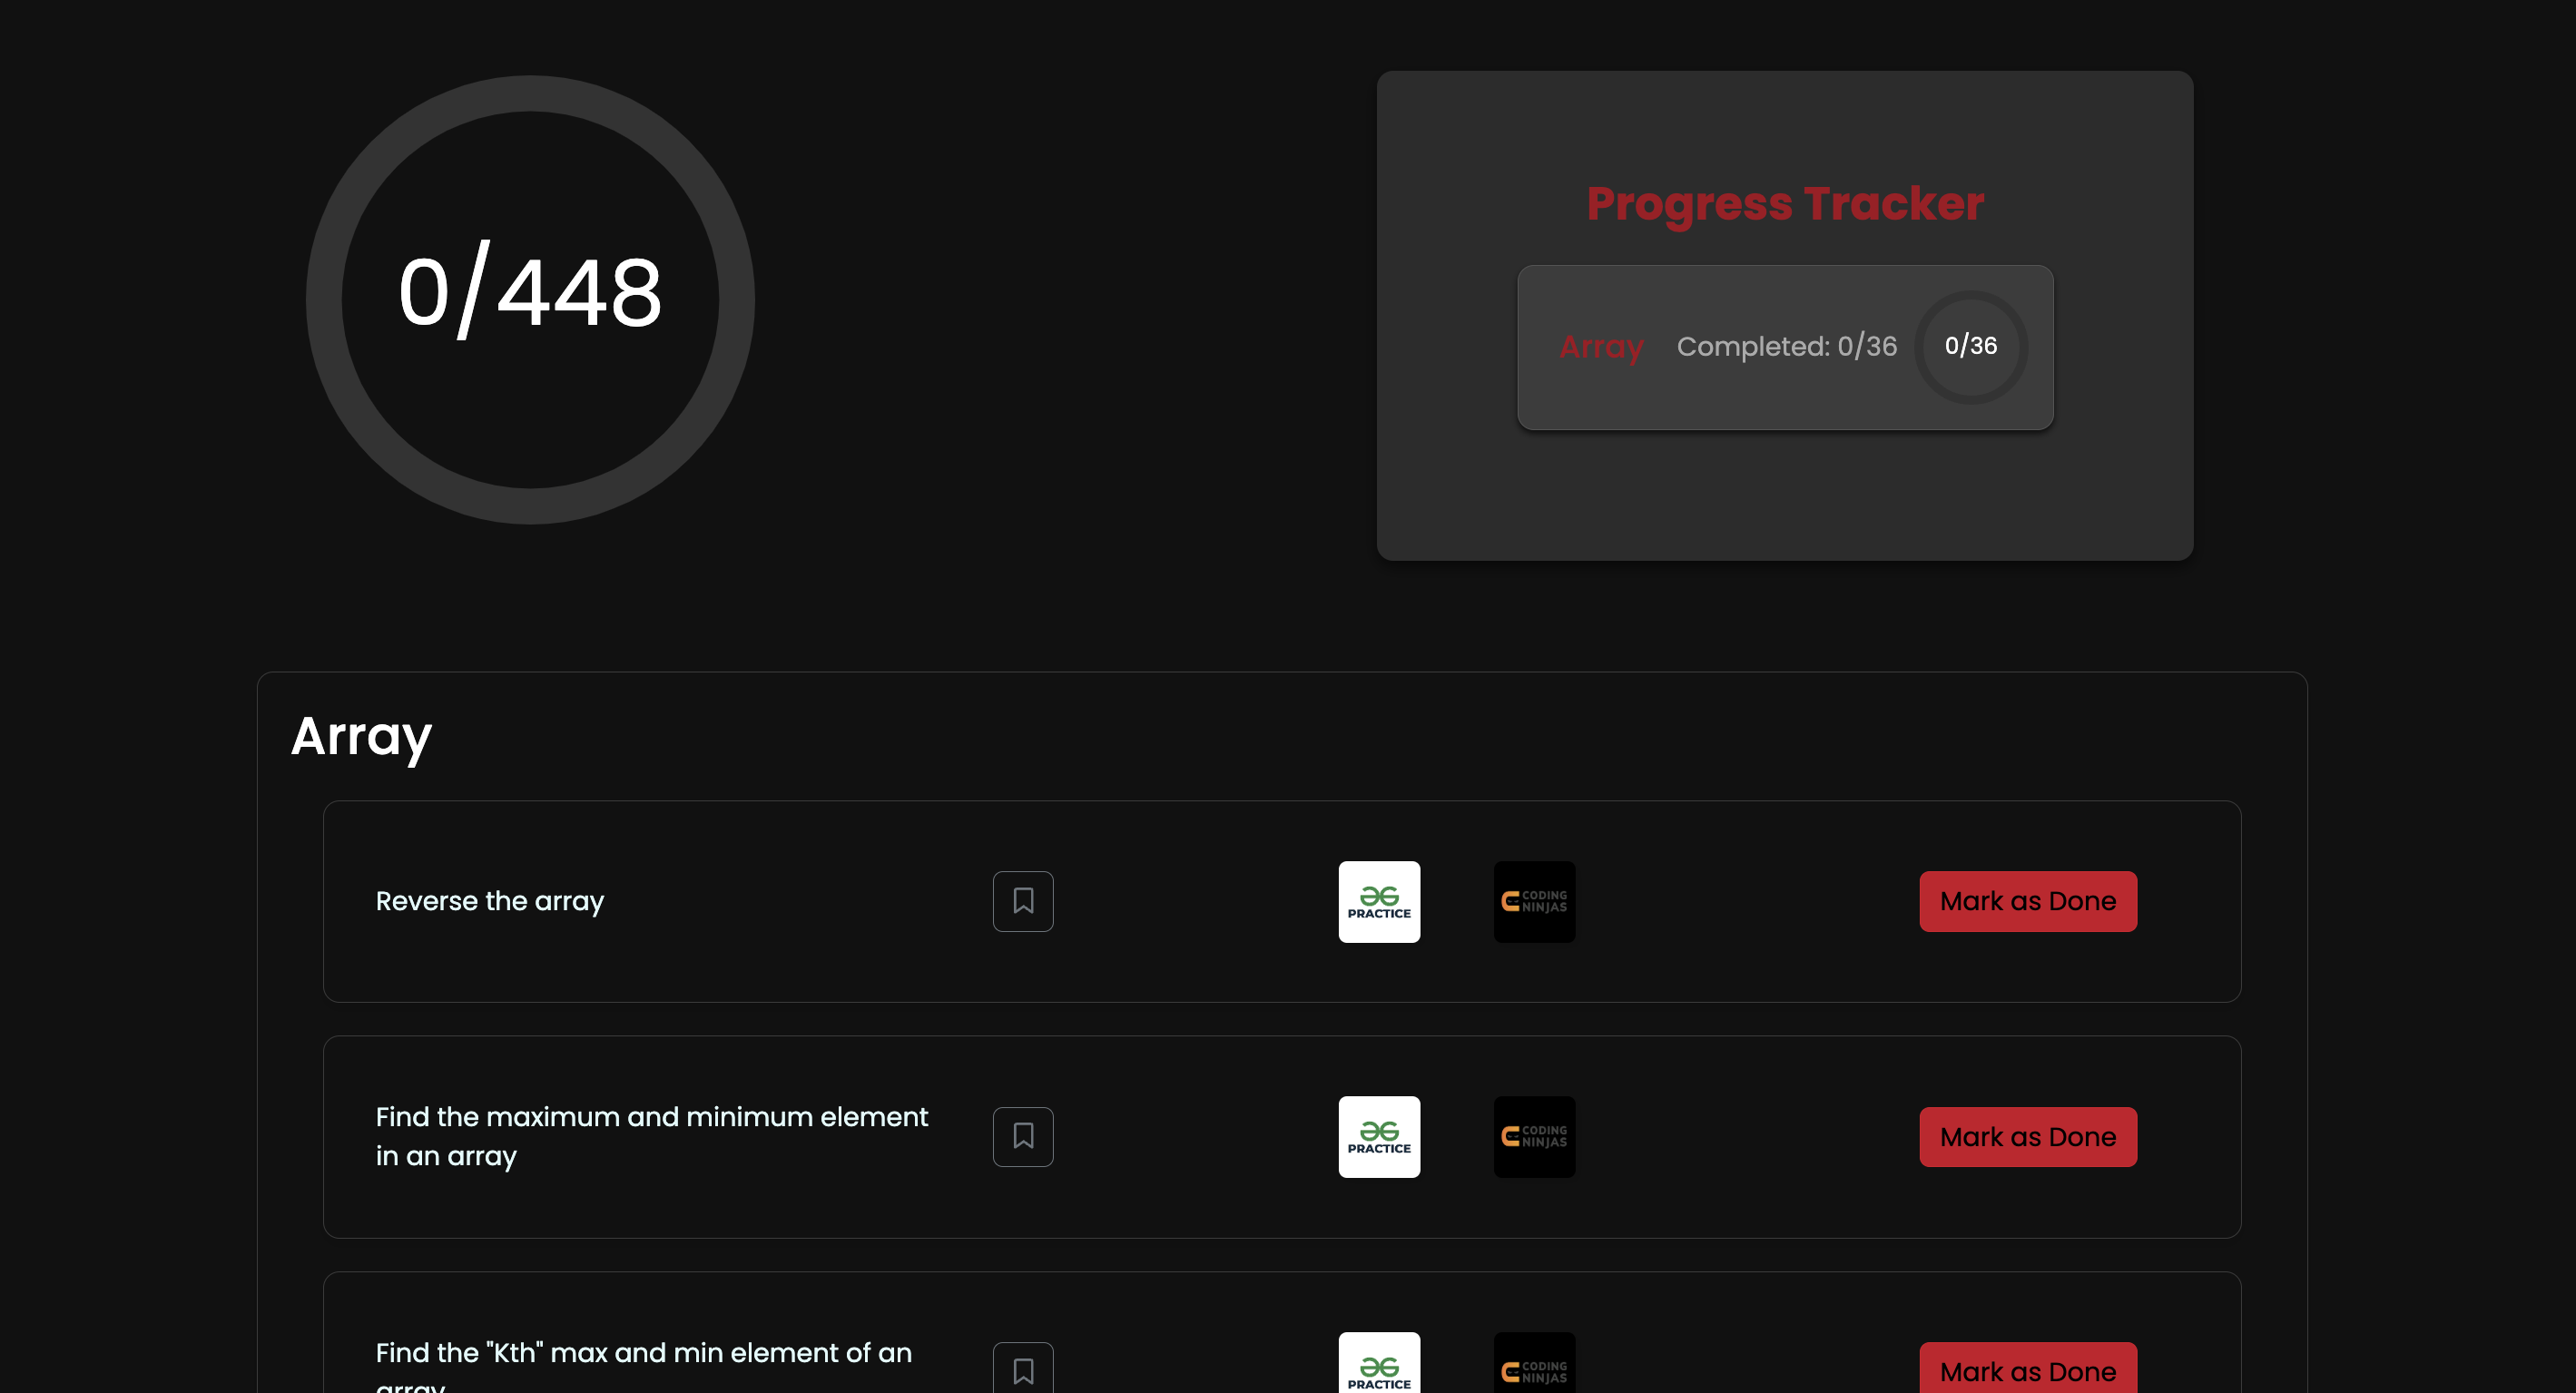 0/448
Progress Tracker
Array Completed: 0/36 0/36
Array
Reverse the array
PRACTICE
CODING
NINJAS
Mark as Done
Find the maximum and minimum element
in an array
PRACTICE
CODING
NINJAS
Mark as Done
Find the "Kth" max and min element of an
array
PRACTICE
CODING
NINJAS
Mark as Done